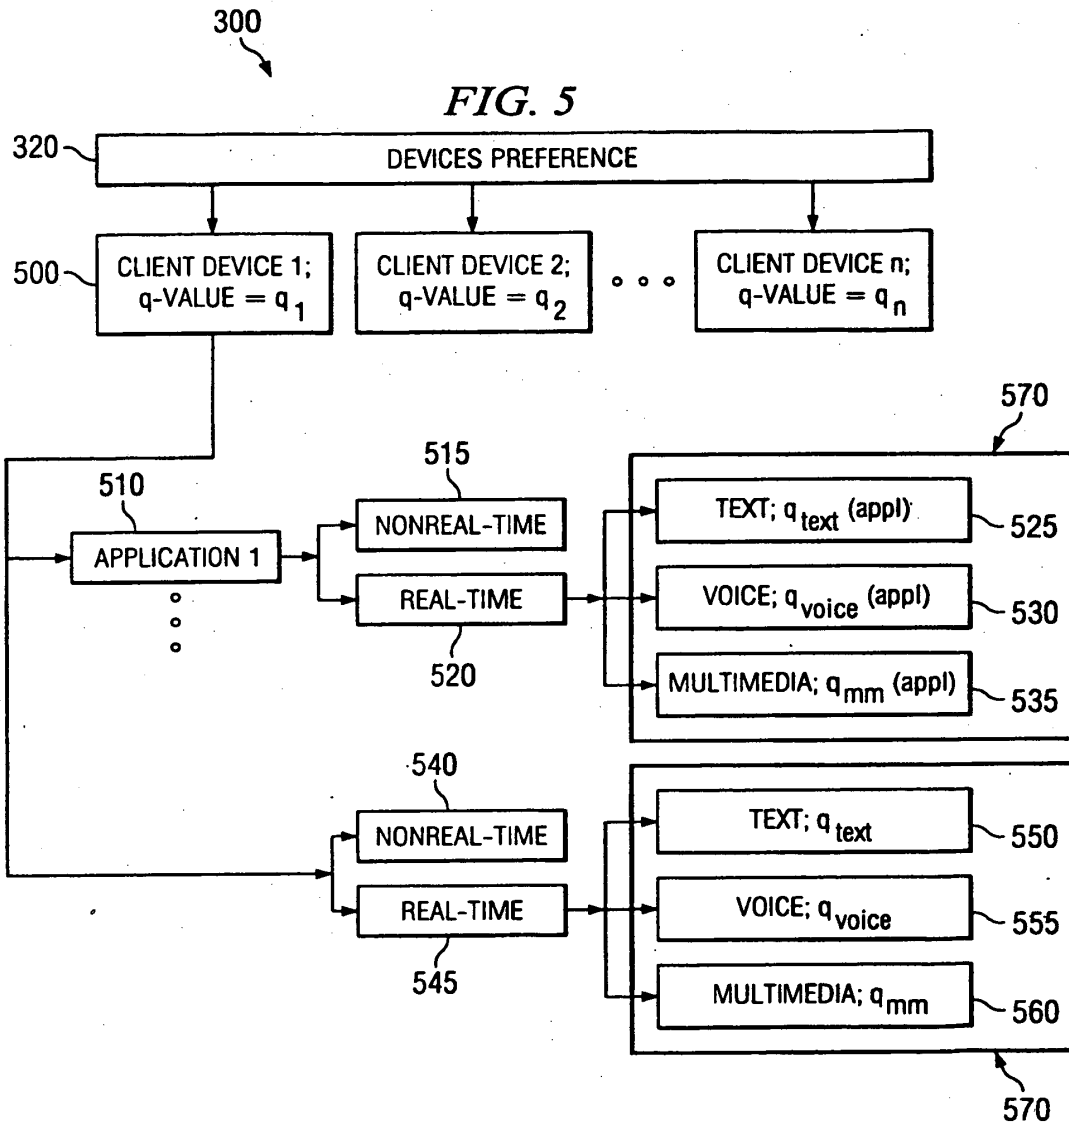 300
FIG. 5
320
DEVICES PREFERENCE
500
CLIENT DEVICE 1;
q-VALUE = q1
CLIENT DEVICE 2;
q-VALUE = q2
CLIENT DEVICE n;
q-VALUE = qn
570
510
515
APPLICATION 1
NONREAL-TIME
REAL-TIME
520
TEXT; qtext (appl)
525
VOICE; qvoice (appl)
530
MULTIMEDIA; qmm (appl)
535
540
NONREAL-TIME
REAL-TIME
545
TEXT; qtext
550
VOICE; qvoice
555
MULTIMEDIA; qmm
560
570